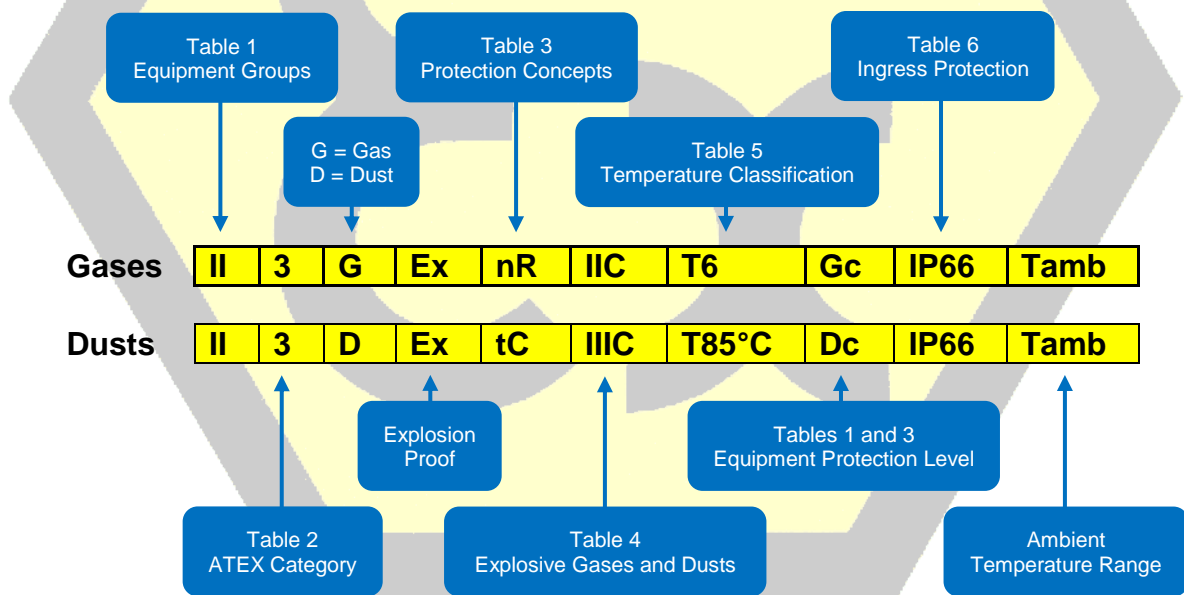 Table 1
Equipment Groups
Table 3
Protection Concepts
Table 6
Ingress Protection
G = Gas
D = Dust
Table 5
Temperature Classification
Gases II 3 G Ex nR IIC T6 Gc IP66 Tamb
Dusts II 3 D Ex tC IIIC T85°C Dc IP66 Tamb
Explosion
Proof
Tables 1 and 3
Equipment Protection Level
Table 2
ATEX Category
Table 4
Explosive Gases and Dusts
Ambient
Temperature Range